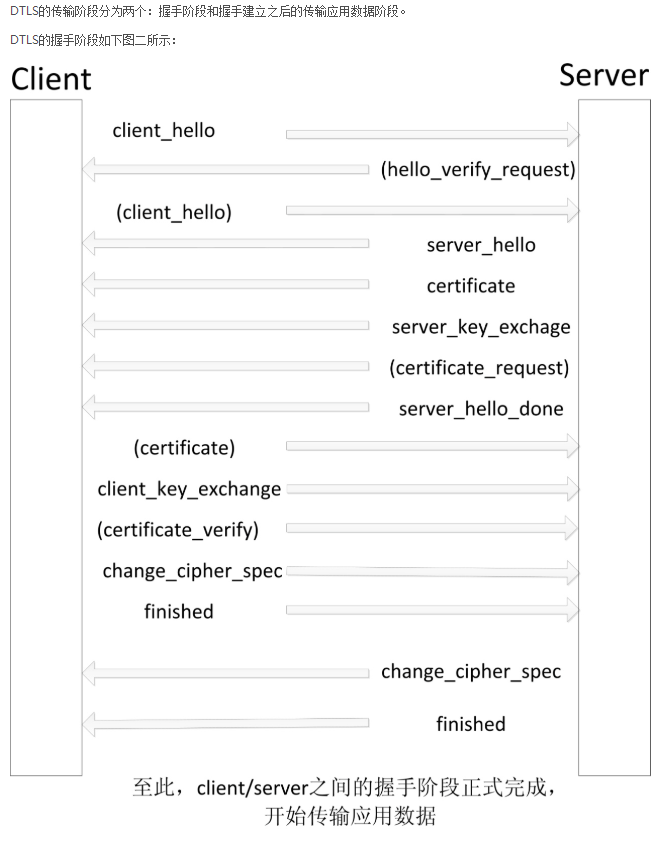 DTLS的传输阶段分为两个：握手阶段和握手建立之后的传输应用数据阶段。
DTLS的握手阶段如下图二所示：
Client
Server
client_hello
(hello_verify_request)
(client_hello)
server_hello
certificate
server_key_exchage
(certificate_request)
server_hello_done
(certificate)
client_key_exchange
(certificate_verify)
change_cipher_spec
finished
change_cipher_spec
finished
至此，client/server之间的握手阶段正式完成，
开始传输应用数据